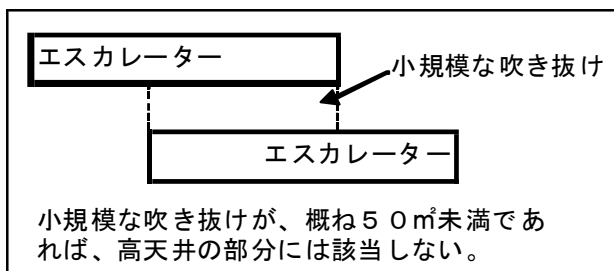 エスカレーター
小規模な吹き抜け
エスカレーター
小規模な吹き抜けが、概ね５０㎡未満であ
れば、高天井の部分には該当しない。